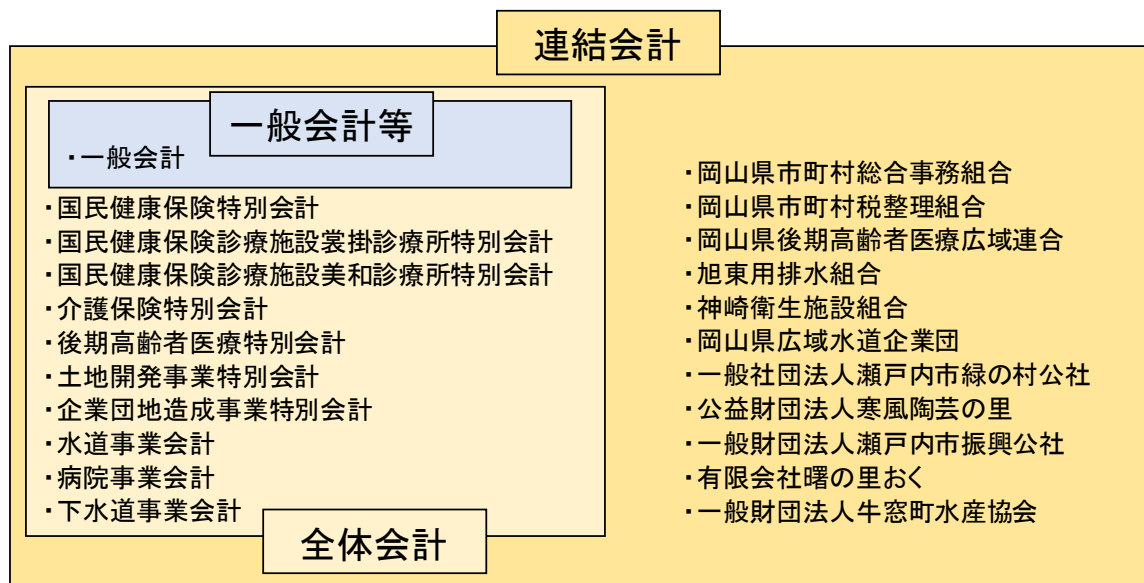 連結会計
一般会計等
・一般会計
・国民健康保険特別会計
・国民健康保険診療施設裳掛診療所特別会計
・国民健康保険診療施設美和診療所特別会計
・介護保険特別会計
・後期高齢者医療特別会計
・土地開発事業特別会計
・企業団地造成事業特別会計
・水道事業会計
・病院事業会計
・下水道事業会計
全体会計
・岡山県市町村総合事務組合
・岡山県市町村税整理組合
・岡山県後期高齢者医療広域連合
・旭東用排水組合
・神崎衛生施設組合
・岡山県広域水道企業団
・一般社団法人瀬戸内市緑の村公社
・公益財団法人寒風陶芸の里
・一般財団法人瀬戸内市振興公社
・有限会社曙の里おく
・一般財団法人牛窓町水産協会